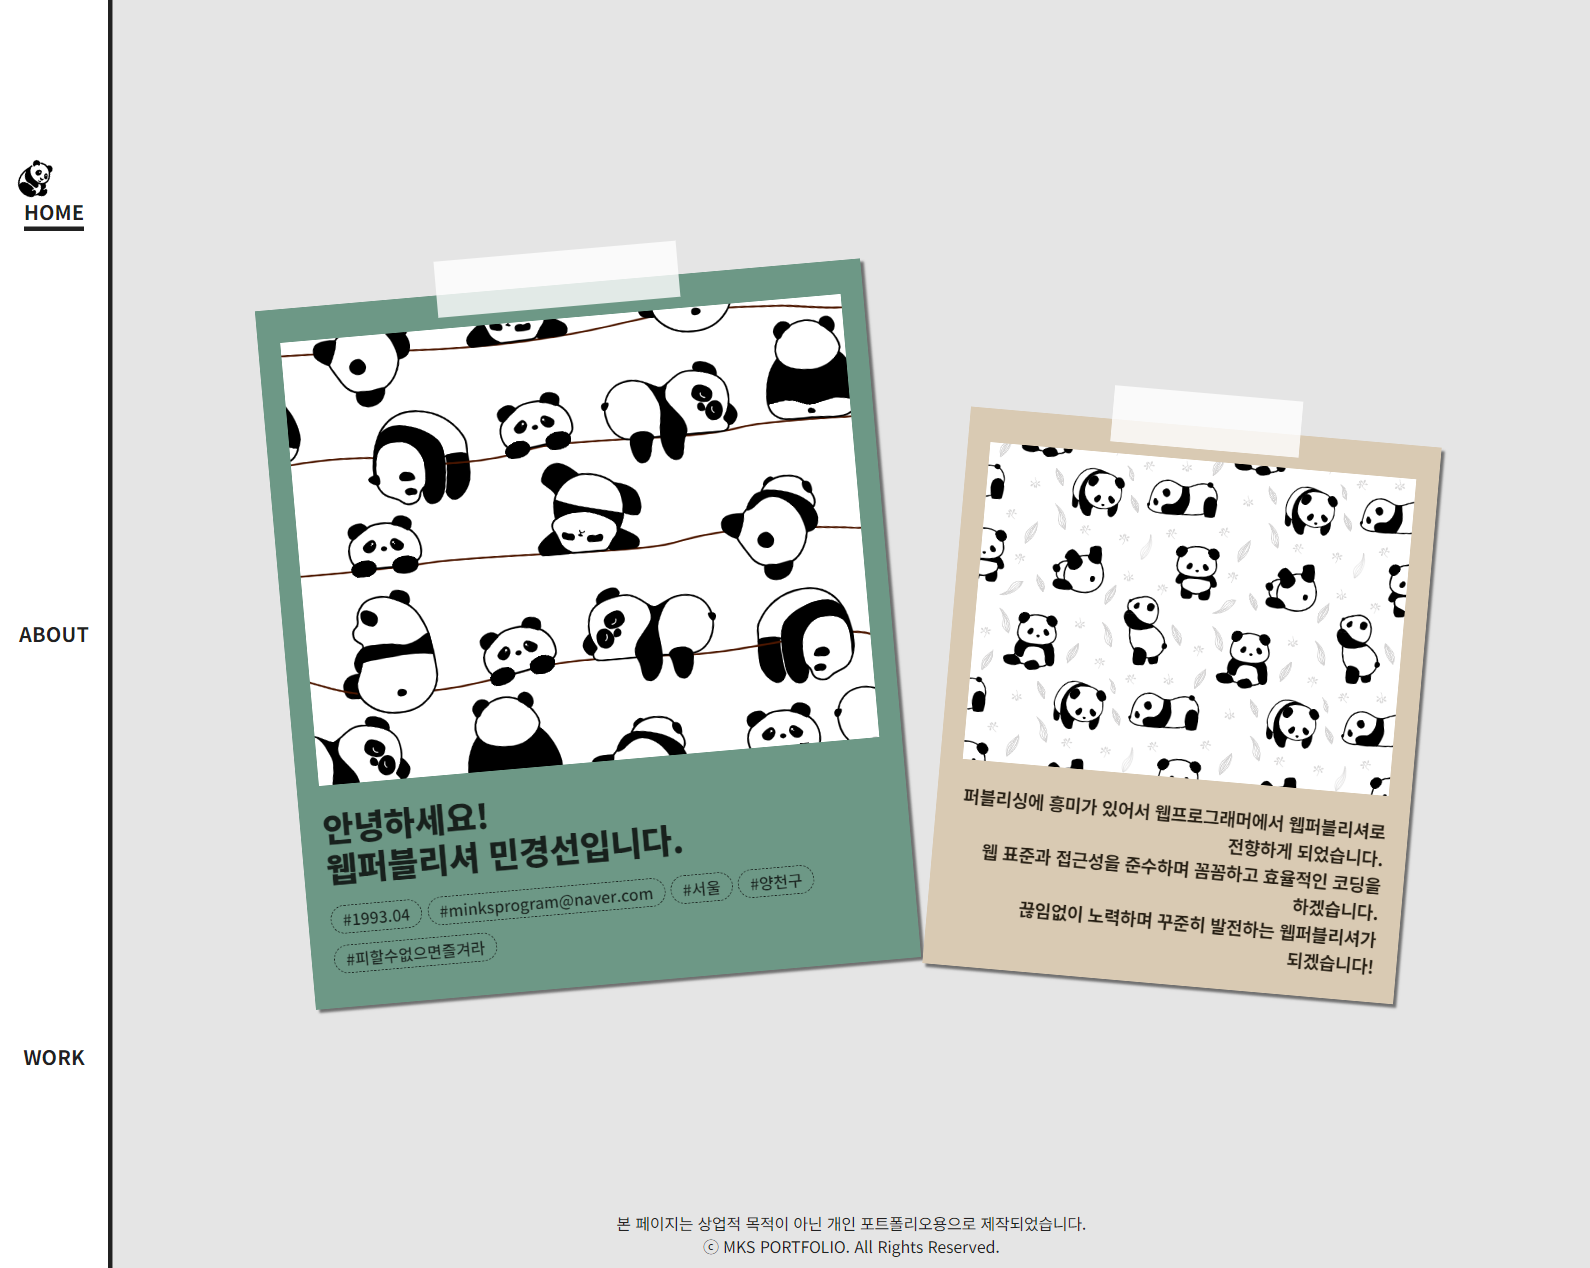 HOME
ABOUT
WORK
안녕하세요!
웹퍼블리셔 민경선입니다.
#1993.04 #minksprogram@naver.com #서울 #양천구
#피할수없으면즐겨라
퍼블리싱에 흥미가 있어서 웹프로그래머에서 웹퍼블리셔로
전향하게 되었습니다.
웹 표준과 접근성을 준수하며 꼼꼼하고 효율적인 코딩을
하겠습니다.
끊임없이 노력하며 꾸준히 발전하는 웹퍼블리셔가
되겠습니다!
본 페이지는 상업적 목적이 아닌 개인 포트폴리오용으로 제작되었습니다.
ⓒ MKS PORTFOLIO. All Rights Reserved.